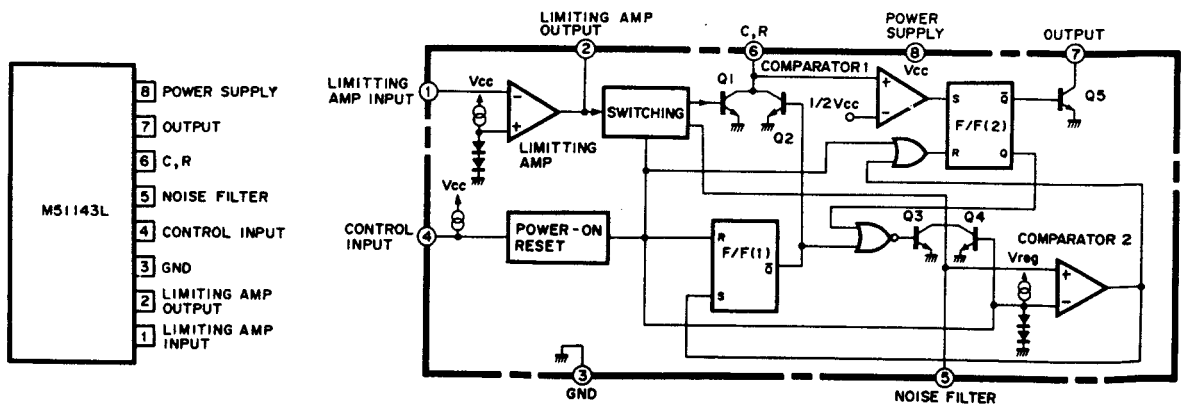 M51143L
8 POWER SUPPLY
7 OUTPUT
6 C,R
5 NOISE FILTER
4 CONTROL INPUT
3 GND
2 LIMITING AMP
OUTPUT
1 LIMITING AMP
INPUT
LIMITING AMP
OUTPUT
2
C,R
6
POWER
SUPPLY
8
OUTPUT
7
LIMITTING
AMP INPUT
1
Vcc
-
+
LIMITTING
AMP
SWITCHING
Q1
Q2
COMPARATOR 1
Vcc
+
-
1/2Vcc
S Q̅
F/F(2)
R Q
Q5
CONTROL
INPUT
4
Vcc
POWER-ON
RESET
R
F/F(1)
Q̅
S
Q3
Q4
COMPARATOR 2
Vreg
+
-
3
GND
5
NOISE FILTER